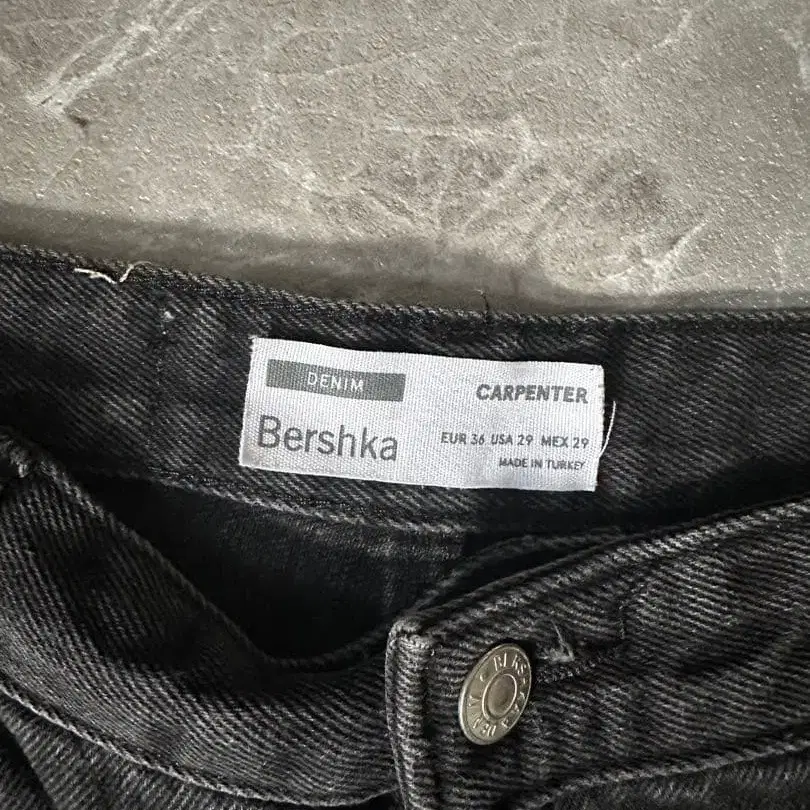 DENIM
CARPENTER
Bershka
EUR 36 USA 29 MEX 29
MADE IN TURKEY